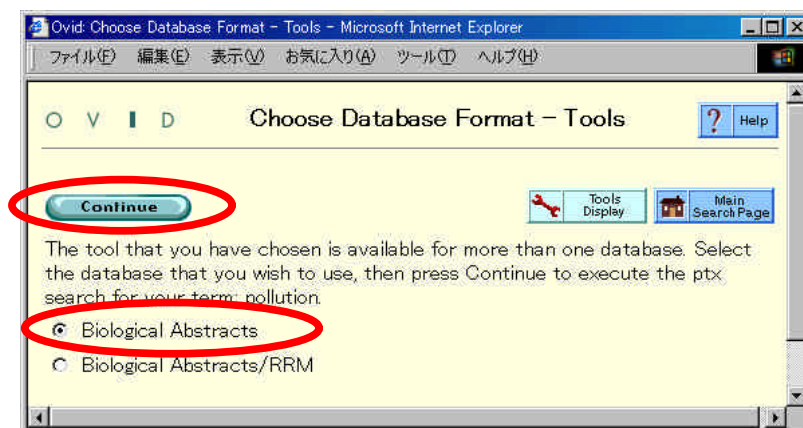 Ovid: Choose Database Format - Tools - Microsoft Internet Explorer
ファイル(F) 編集(E) 表示(V) お気に入り(A) ツール(T) ヘルプ(H)
OVID Choose Database Format - Tools ? Help
Continue Tools Display Main Search Page
The tool that you have chosen is available for more than one database. Select
the database that you wish to use, then press Continue to execute the ptx
search for your term: pollution.
Biological Abstracts
Biological Abstracts/RRM